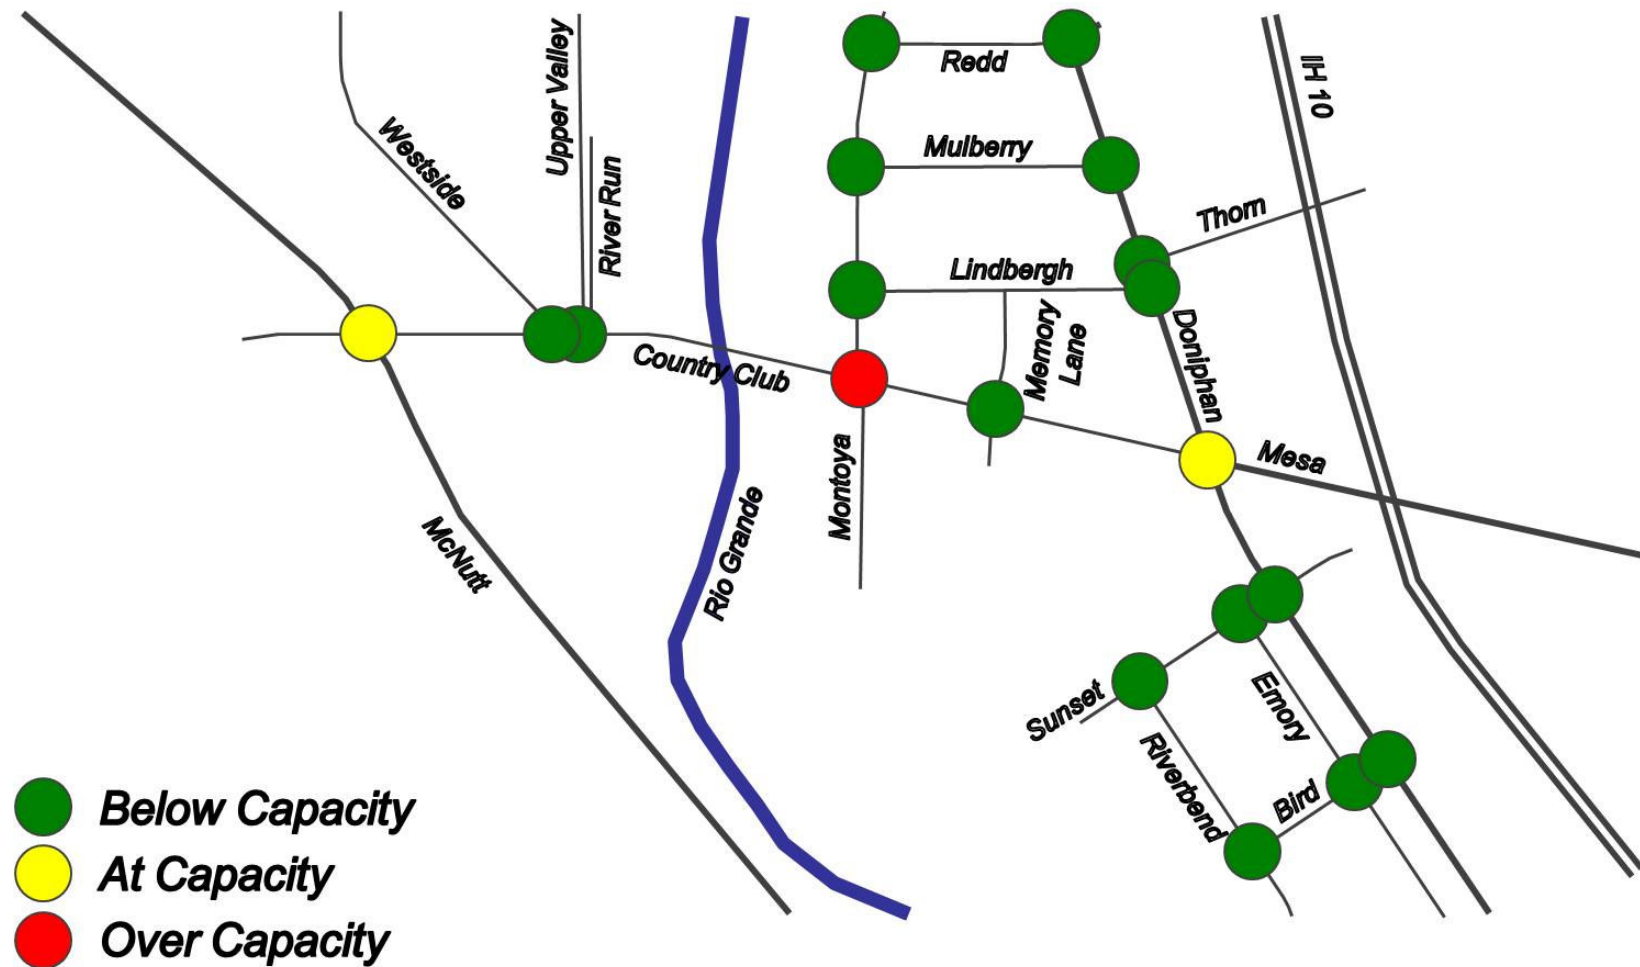 Redd
IH 10
Upper Valley
Westside
River Run
Mulberry
Thorn
Lindbergh
Memory
Lane
Doniphan
Country Club
Montoya
Mesa
Rio Grande
McNutt
Sunset
Emory
Riverbend
Bird
Below Capacity
At Capacity
Over Capacity